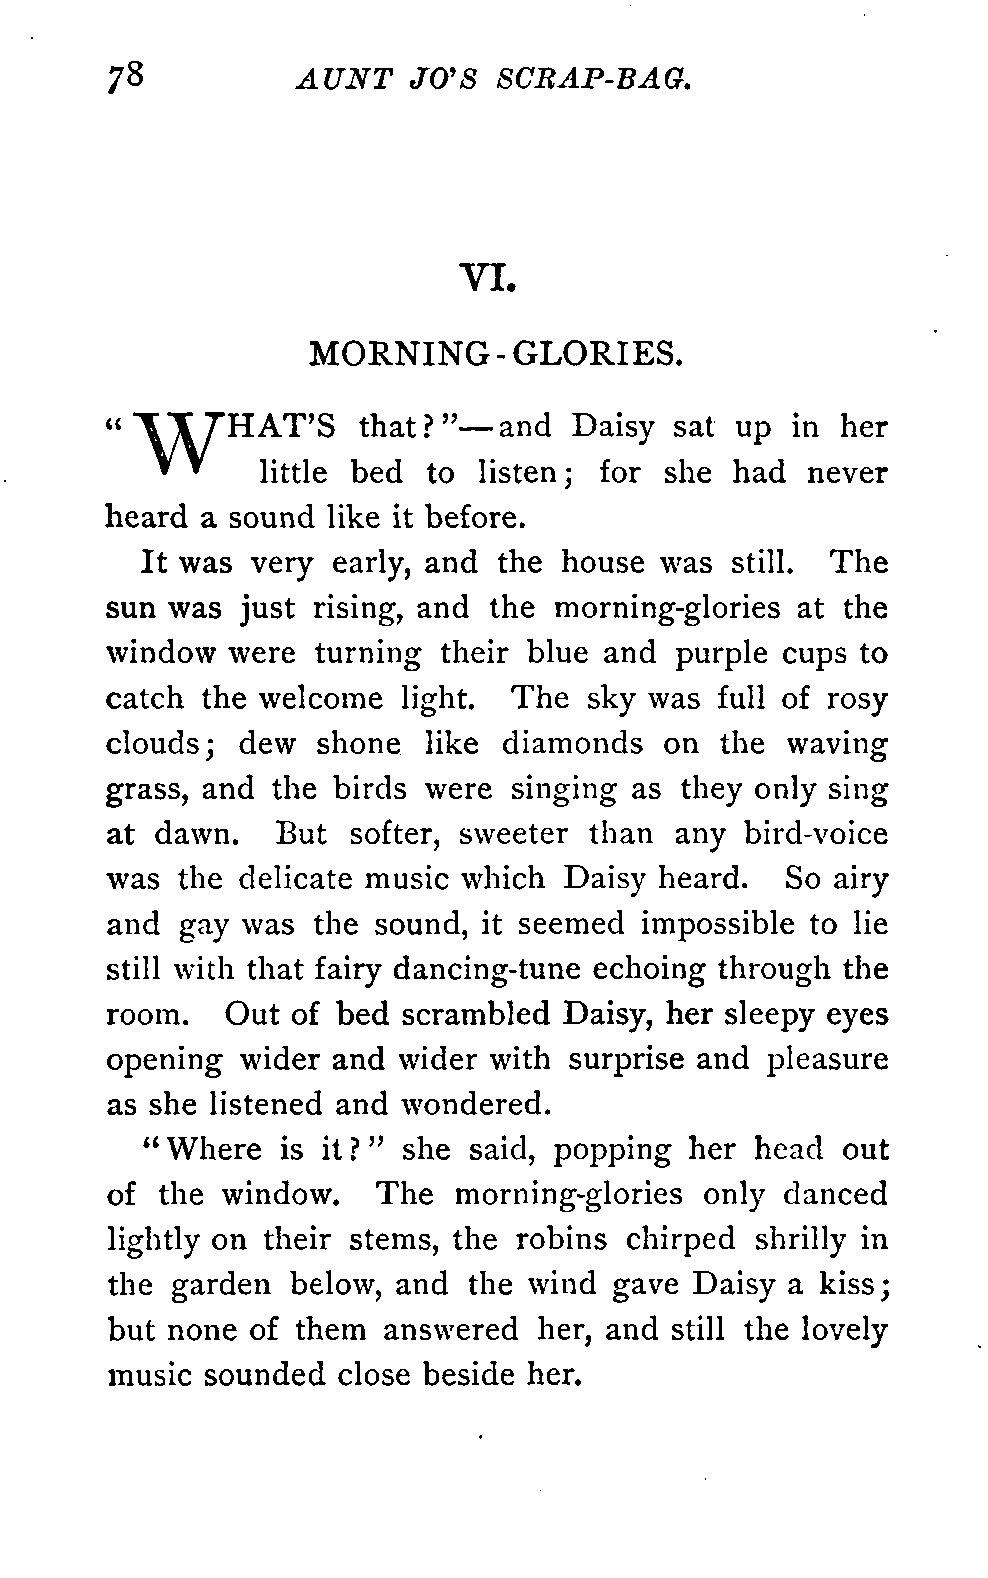 78 AUNT JO'S SCRAP-BAG.
VI.
MORNING-GLORIES.
“WHAT'S that?”—and Daisy sat up in her
little bed to listen; for she had never
heard a sound like it before.
It was very early, and the house was still. The
sun was just rising, and the morning-glories at the
window were turning their blue and purple cups to
catch the welcome light. The sky was full of rosy
clouds; dew shone like diamonds on the waving
grass, and the birds were singing as they only sing
at dawn. But softer, sweeter than any bird-voice
was the delicate music which Daisy heard. So airy
and gay was the sound, it seemed impossible to lie
still with that fairy dancing-tune echoing through the
room. Out of bed scrambled Daisy, her sleepy eyes
opening wider and wider with surprise and pleasure
as she listened and wondered.
“Where is it?” she said, popping her head out
of the window. The morning-glories only danced
lightly on their stems, the robins chirped shrilly in
the garden below, and the wind gave Daisy a kiss;
but none of them answered her, and still the lovely
music sounded close beside her.